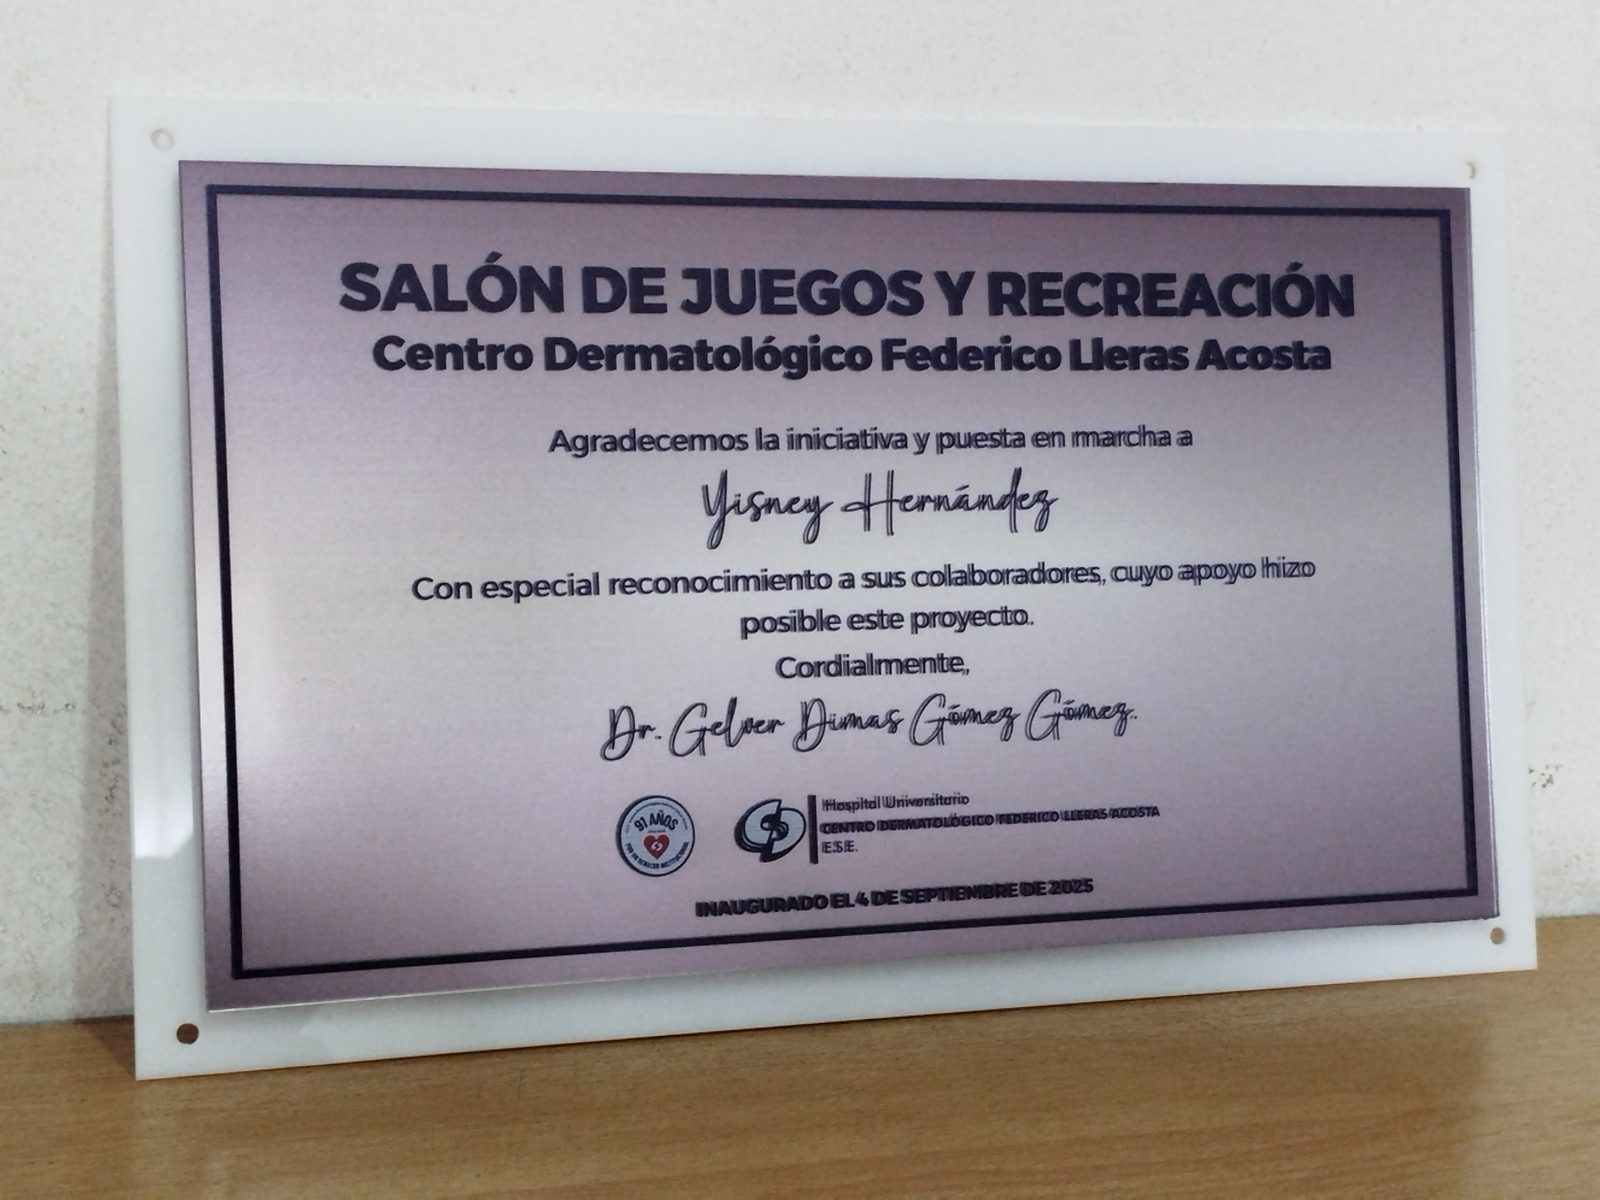 SALÓN DE JUEGOS Y RECREACIÓN
Centro Dermatológico Federico Lleras Acosta
Agradecemos la iniciativa y puesta en marcha a
Yisney Hernández
Con especial reconocimiento a sus colaboradores, cuyo apoyo hizo
posible este proyecto.
Cordialmente,
Dr. Gelver Dimas Gómez Gómez.
91 AÑOS
Hospital Universitario
CENTRO DERMATOLÓGICO FEDERICO LLERAS ACOSTA
E.S.E.
INAUGURADO EL 4 DE SEPTIEMBRE DE 2025